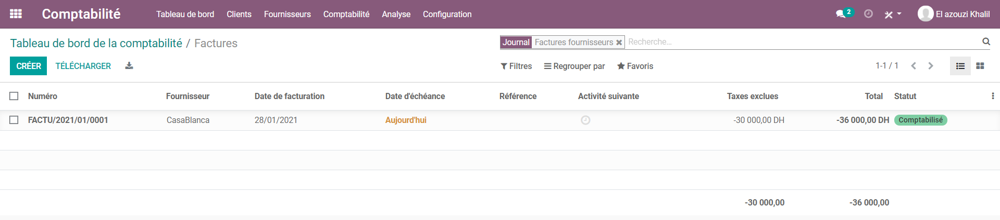 Comptabilité Tableau de bord Clients Fournisseurs Comptabilité Analyse Configuration 2 El azouzi Khalil
Tableau de bord de la comptabilité / Factures
Journal Factures fournisseurs Recherche...
CRÉER TÉLÉCHARGER Filtres Regrouper par Favoris 1-1 / 1
Numéro Fournisseur Date de facturation Date d'échéance Référence Activité suivante Taxes exclues Total Statut
FACTU/2021/01/0001 CasaBlanca 28/01/2021 Aujourd'hui -30 000,00 DH -36 000,00 DH Comptabilisé
-30 000,00 -36 000,00